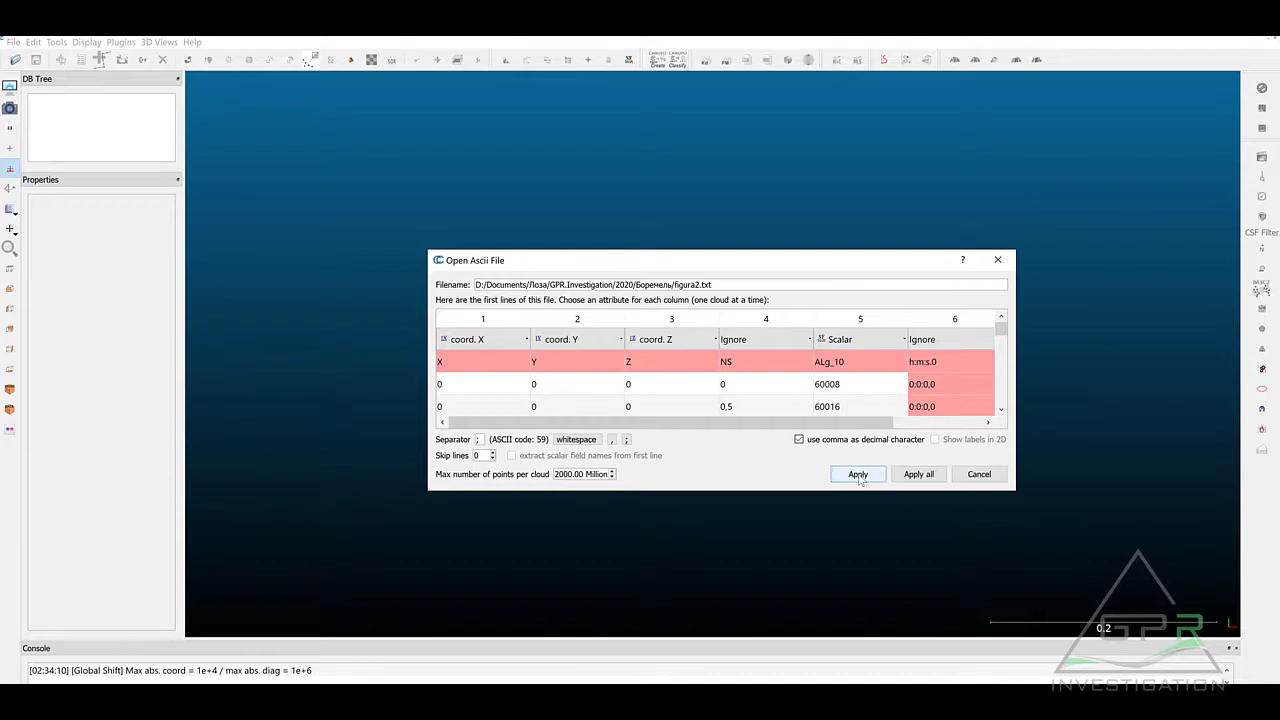 File Edit Tools Display Plugins 3D Views Help
CANUPO Create CANUPO Classify
DB Tree
Properties
CSF Filter
M3C2
Open Ascii File
Filename: D:/Documents/Лоза/GPR.Investigation/2020/Боремель/figura2.txt
Here are the first lines of this file. Choose an attribute for each column (one cloud at a time):
1 2 3 4 5 6
coord. X coord. Y coord. Z Ignore Scalar Ignore
X Y Z NS ALg_10 h:m:s.0
0 0 0 0 60008 0:0:0,0
0 0 0 0,5 60016 0:0:0,0
Separator ; (ASCII code: 59) whitespace , ; use comma as decimal character Show labels in 2D
Skip lines 0 extract scalar field names from first line
Max number of points per cloud 2000.00 Million Apply Apply all Cancel
0.2
GPR
INVESTIGATION
Console
[02:34:10] [Global Shift] Max abs. coord = 1e+4 / max abs. diag = 1e+6